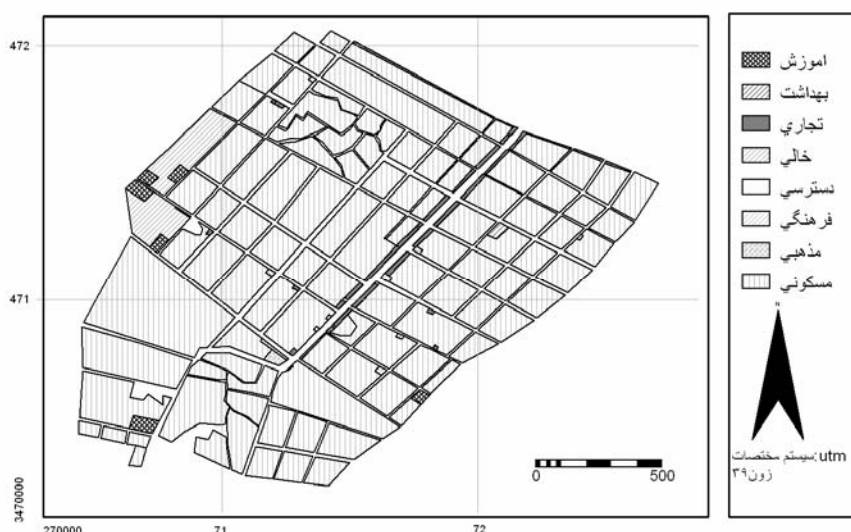 472
471
3470000
270000
71
72
0
500
اموزش
بهداشت
تجاري
خالي
دسترسي
فرهنگي
مذهبي
مسكوني
N
سيستم مختصات:utm
زون۳۹